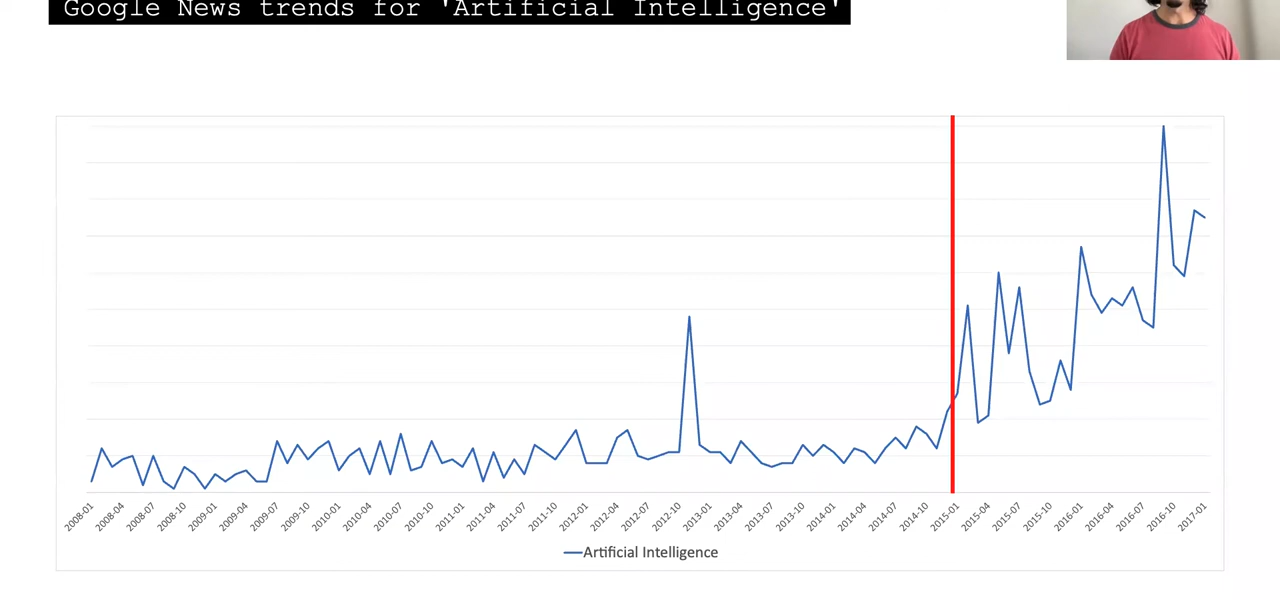 Google News trends for 'Artificial Intelligence'
2008-01 2008-04 2008-07 2008-10 2009-01 2009-04 2009-07 2009-10 2010-01 2010-04 2010-07 2010-10 2011-01 2011-04 2011-07 2011-10 2012-01 2012-04 2012-07 2012-10 2013-01 2013-04 2013-07 2013-10 2014-01 2014-04 2014-07 2014-10 2015-01 2015-04 2015-07 2015-10 2016-01 2016-04 2016-07 2016-10 2017-01
Artificial Intelligence